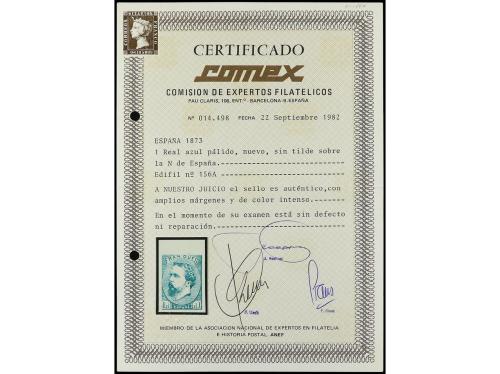 CERTIFICADO
comex
COMISION DE EXPERTOS FILATELICOS
PAU CLARIS, 108, ENT.º - BARCELONA-9.ESPAÑA
Nº 014.498 FECHA 22 Septiembre 1982
ESPAÑA 1873
1 Real azul pálido, nuevo, sin tilde sobre
la N de España.
Edifil nº 156A
A NUESTRO JUICIO el sello es auténtico,con
amplios márgenes y de color intenso.
En el momento de su examen está sin defecto
ni reparación.
MIEMBRO DE LA ASOCIACION NACIONAL DE EXPERTOS EN FILATELIA
E HISTORIA POSTAL. ANEF